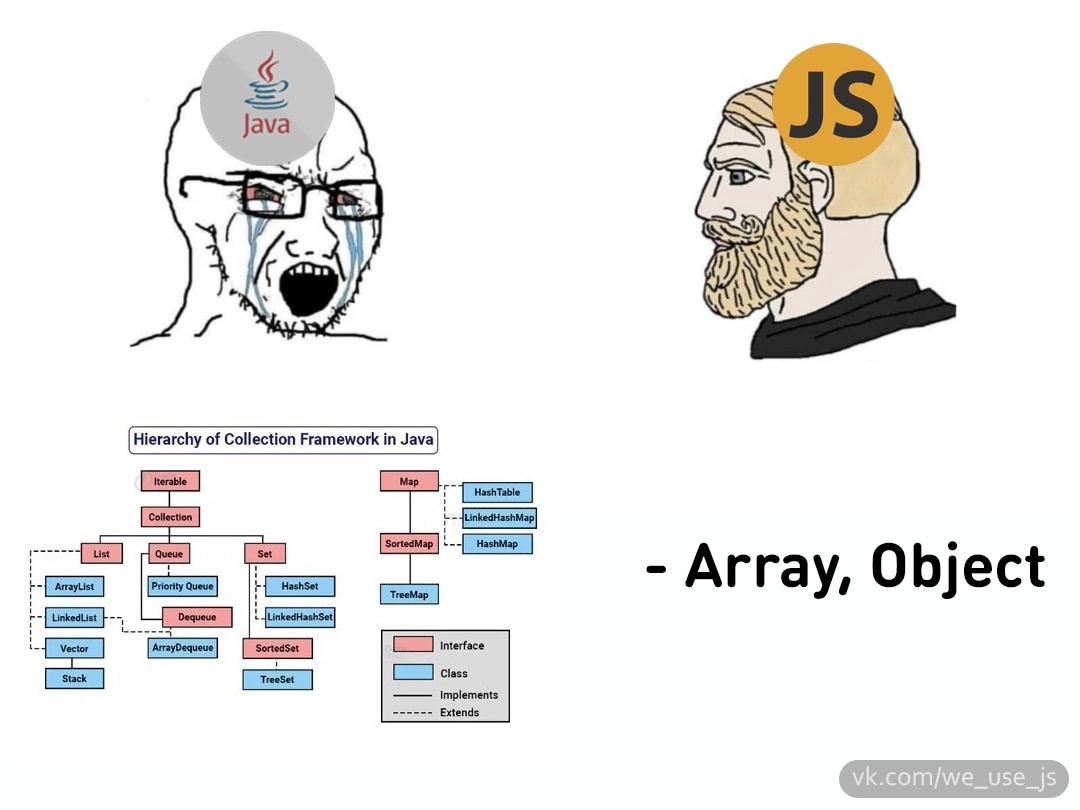 Java
JS
Hierarchy of Collection Framework in Java
Iterable
Collection
List
Queue
Set
ArrayList
Priority Queue
HashSet
LinkedList
Dequeue
LinkedHashSet
Vector
ArrayDequeue
SortedSet
Stack
TreeSet
Map
HashTable
LinkedHashMap
SortedMap
HashMap
TreeMap
Interface
Class
Implements
Extends
- Array, Object
vk.com/we_use_js